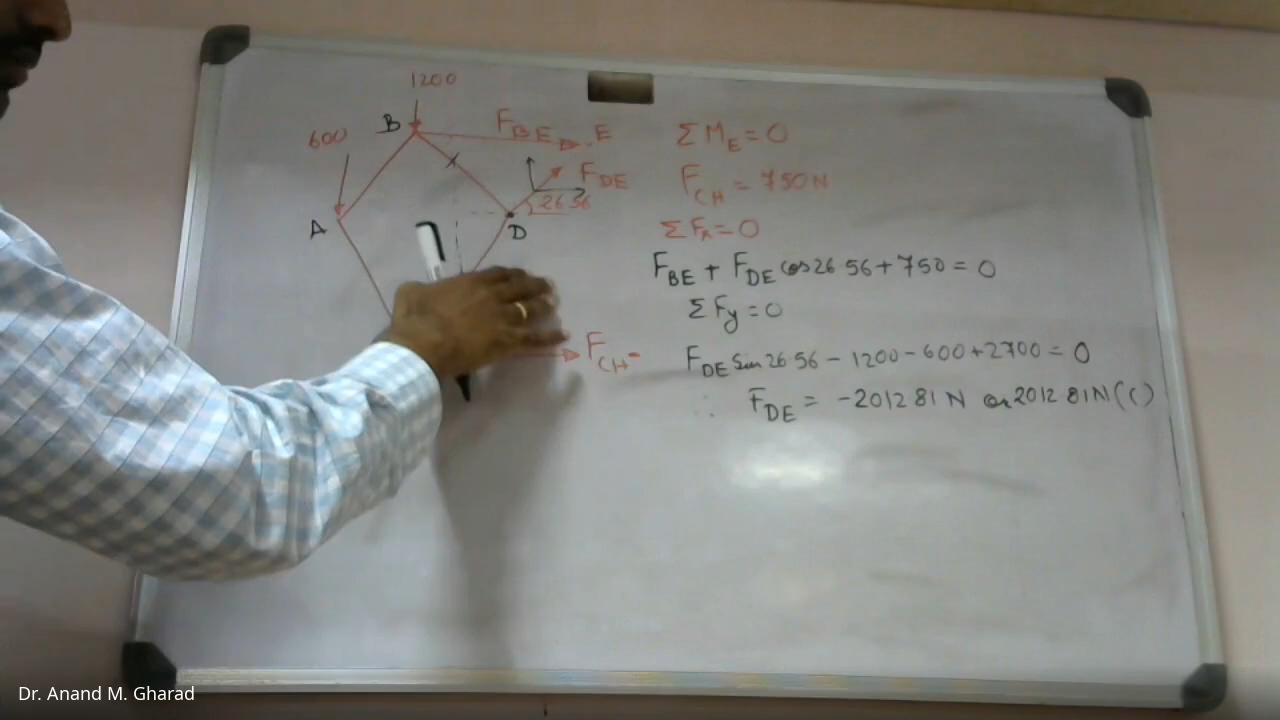 1200
B
F_BE
E
600
F_DE
26 56
A
D
F_CH =
ΣM_E = 0
F_CH = 750 N
ΣF_x = 0
F_BE + F_DE cos 26 56 + 750 = 0
ΣFy = 0
F_DE Sin 26 56 - 1200 - 600 + 2700 = 0
∴ F_DE = -2012 81 N or 2012 81 N (C)
Dr. Anand M. Gharad